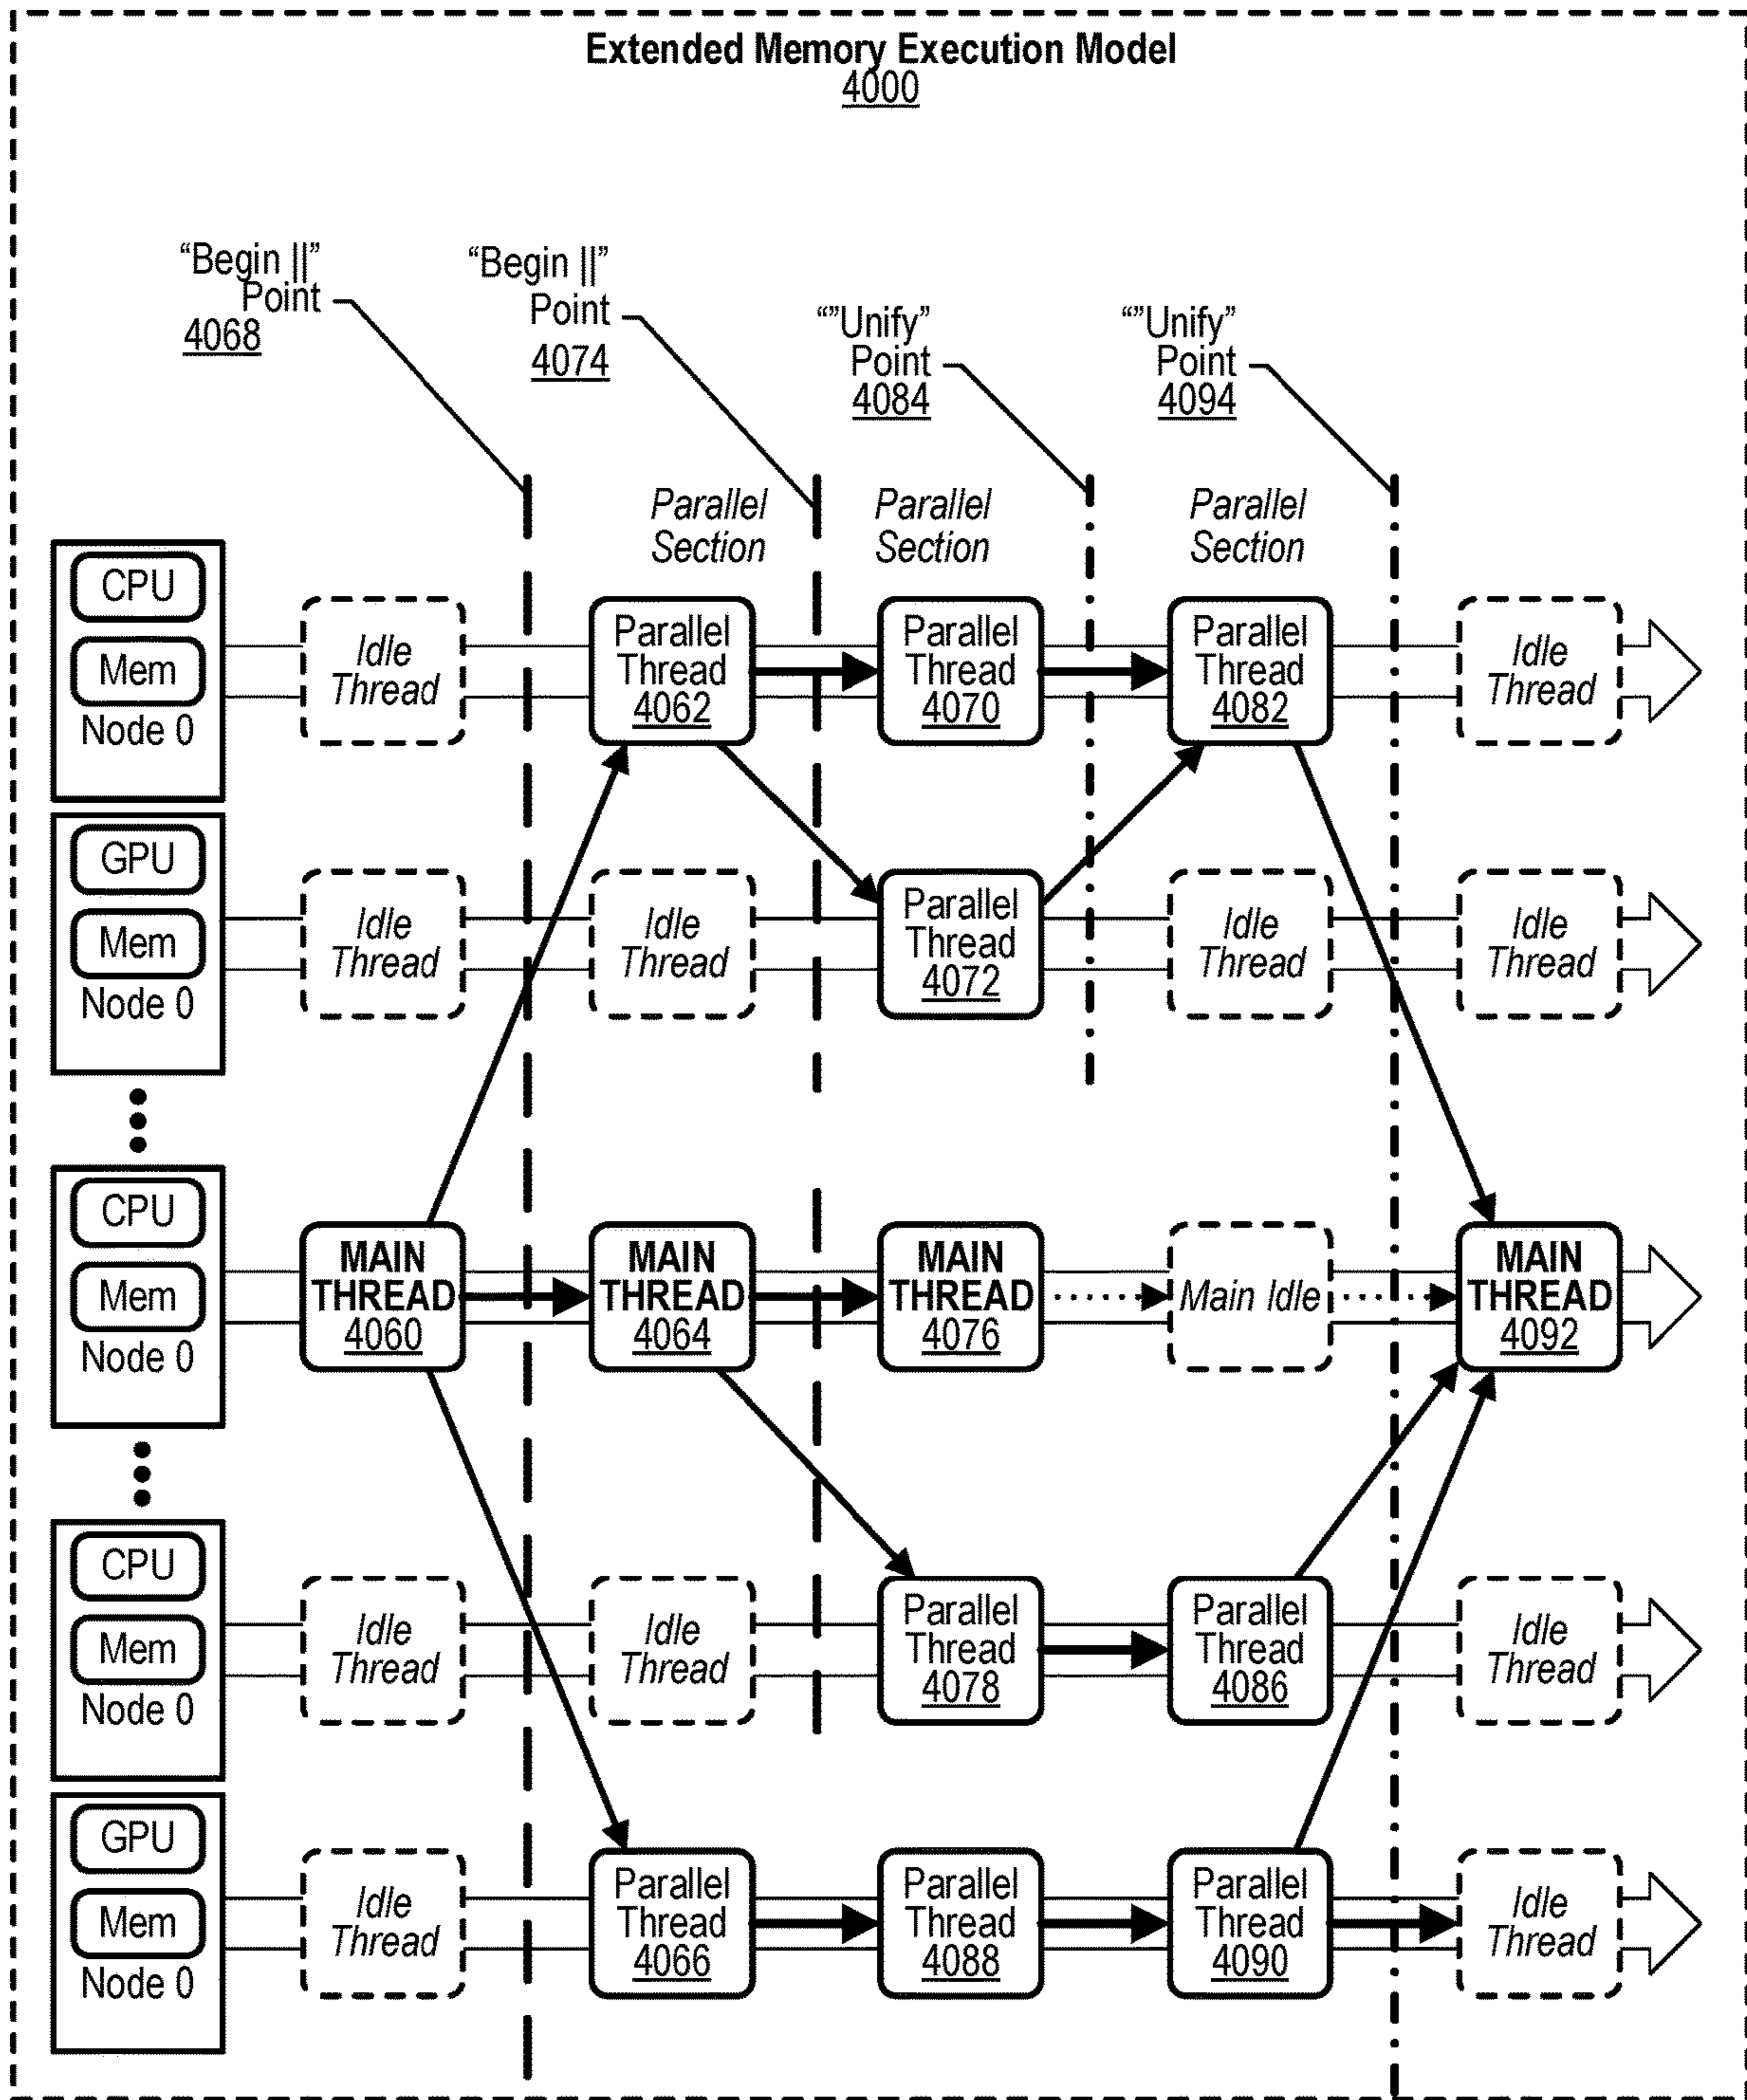 Extended Memory Execution Model
4000
“Begin ||”
Point
4068
“Begin ||”
Point
4074
“”Unify”
Point
4084
“”Unify”
Point
4094
Parallel
Section
Parallel
Section
Parallel
Section
CPU
Mem
Node 0
Idle
Thread
Parallel
Thread
4062
Parallel
Thread
4070
Parallel
Thread
4082
Idle
Thread
GPU
Mem
Node 0
Idle
Thread
Idle
Thread
Parallel
Thread
4072
Idle
Thread
Idle
Thread
CPU
Mem
Node 0
MAIN
THREAD
4060
MAIN
THREAD
4064
MAIN
THREAD
4076
Main Idle
MAIN
THREAD
4092
CPU
Mem
Node 0
Idle
Thread
Idle
Thread
Parallel
Thread
4078
Parallel
Thread
4086
Idle
Thread
GPU
Mem
Node 0
Idle
Thread
Parallel
Thread
4066
Parallel
Thread
4088
Parallel
Thread
4090
Idle
Thread